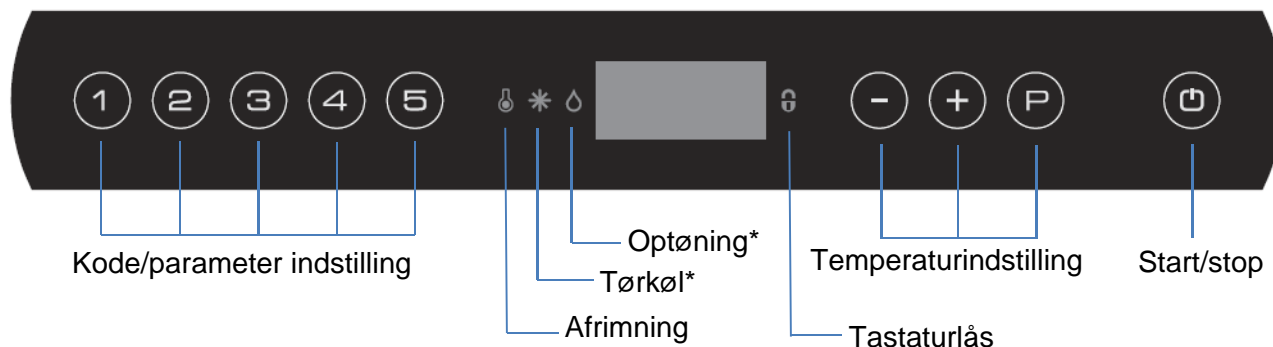 1 2 3 4 5 - + P
Optøning*
Kode/parameter indstilling
Temperaturindstilling
Start/stop
Tørkøl*
Afrimning
Tastaturlås